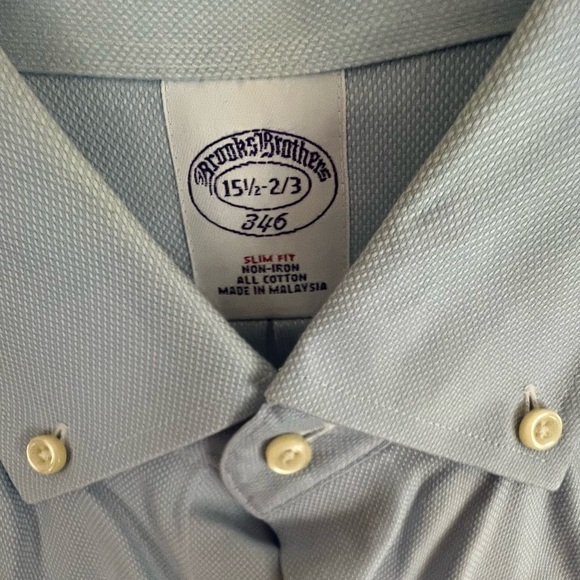 Brooks Brothers
15½-2/3
346
SLIM FIT
NON-IRON
ALL COTTON
MADE IN MALAYSIA